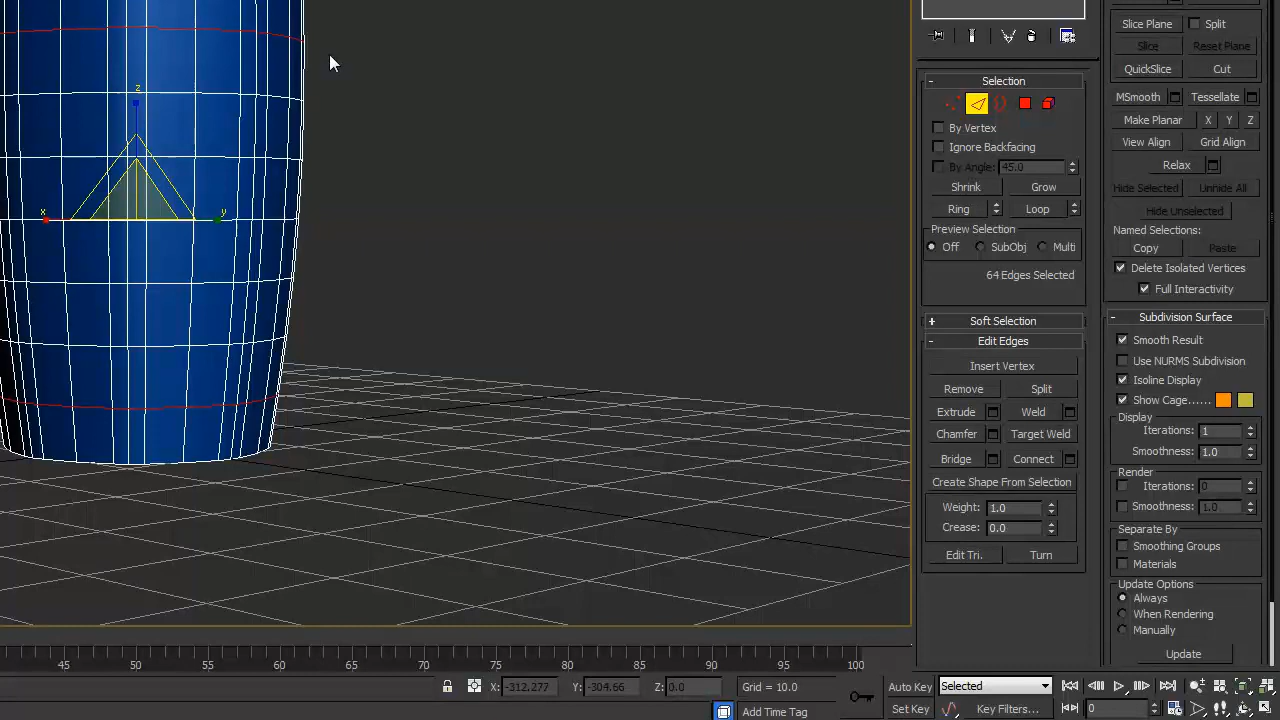 z
x
y
Selection
By Vertex
Ignore Backfacing
By Angle: 45.0
Shrink Grow
Ring Loop
Preview Selection
Off SubObj Multi
64 Edges Selected
+ Soft Selection
- Edit Edges
Insert Vertex
Remove Split
Extrude Weld
Chamfer Target Weld
Bridge Connect
Create Shape From Selection
Weight: 1.0
Crease: 0.0
Edit Tri. Turn
Slice Plane Split
Slice Reset Plane
QuickSlice Cut
MSmooth Tessellate
Make Planar X Y Z
View Align Grid Align
Relax
Hide Selected Unhide All
Hide Unselected
Named Selections:
Copy Paste
Delete Isolated Vertices
Full Interactivity
- Subdivision Surface
Smooth Result
Use NURMS Subdivision
Isoline Display
Show Cage......
Display
Iterations: 1
Smoothness: 1.0
Render
Iterations: 0
Smoothness: 1.0
Separate By
Smoothing Groups
Materials
Update Options
Always
When Rendering
Manually
Update
45 50 55 60 65 70 75 80 85 90 95 100
X: -312.277 Y: -304.66 Z: 0.0 Grid = 10.0 Auto Key Selected
Add Time Tag Set Key Key Filters... 0